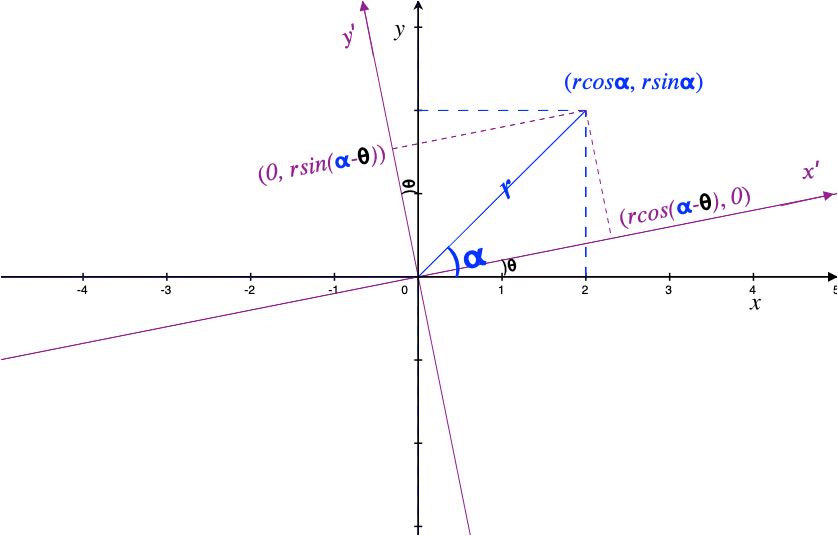 y'
y
(rcosα, rsinα)
(0, rsin(α-θ))
x'
θ
r
(rcos(α-θ), 0)
α
θ
-4 -3 -2 -1 0 1 2 3 4 5
x